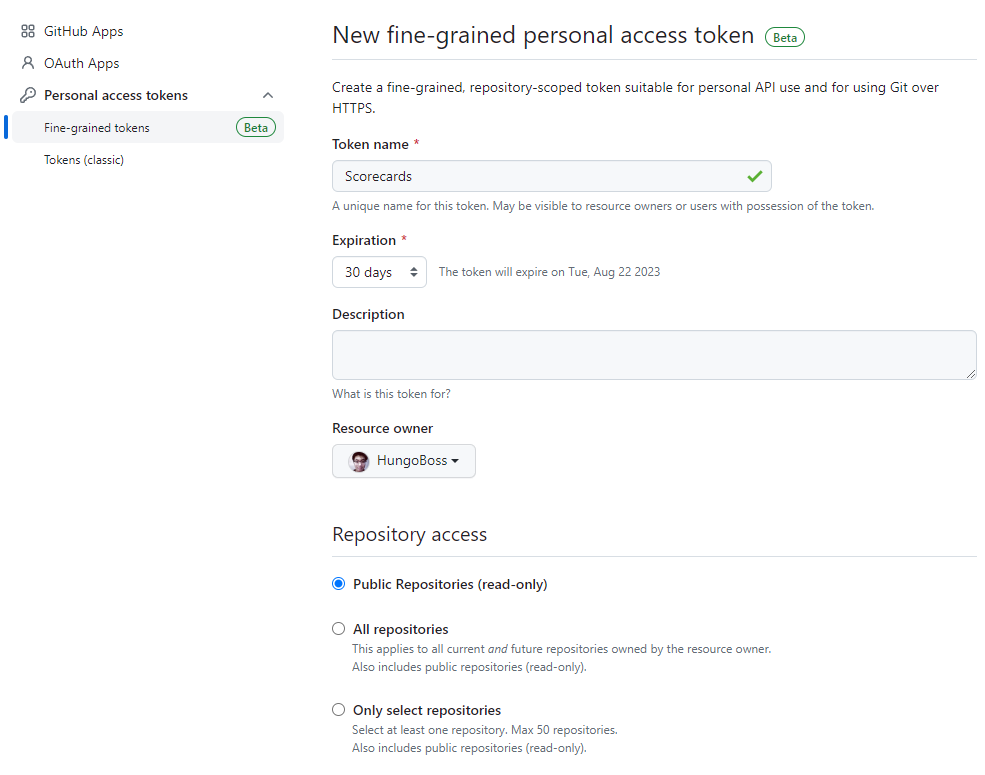 GitHub Apps
OAuth Apps
Personal access tokens
Fine-grained tokens
Beta
Tokens (classic)
New fine-grained personal access token Beta
Create a fine-grained, repository-scoped token suitable for personal API use and for using Git over
HTTPS.
Token name *
Scorecards
A unique name for this token. May be visible to resource owners or users with possession of the token.
Expiration *
30 days
The token will expire on Tue, Aug 22 2023
Description
What is this token for?
Resource owner
HungoBoss
Repository access
Public Repositories (read-only)
All repositories
This applies to all current and future repositories owned by the resource owner.
Also includes public repositories (read-only).
Only select repositories
Select at least one repository. Max 50 repositories.
Also includes public repositories (read-only).